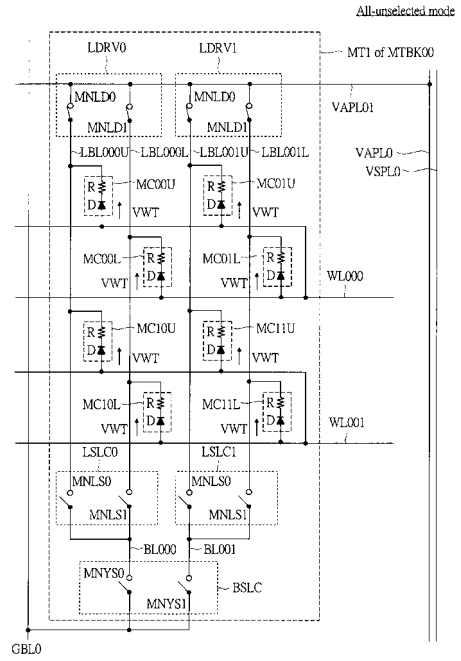 All-unselected mode
LDRV0 LDRV1
MT1 of MTBK00
MNLD0 MNLD0
MNLD1 MNLD1
VAPL01
LBL000U LBL000L LBL001U LBL001L
VAPL0
VSPL0
R MC00U R MC01U
D D
VWT VWT
MC00L R MC01L R
VWT D VWT D
WL000
R MC10U R MC11U
D D
VWT VWT
MC10L R MC11L R
D D
VWT VWT
WL001
LSLC0 LSLC1
MNLS0 MNLS0
MNLS1 MNLS1
BL000 BL001
MNYS0
BSLC
MNYS1
GBL0